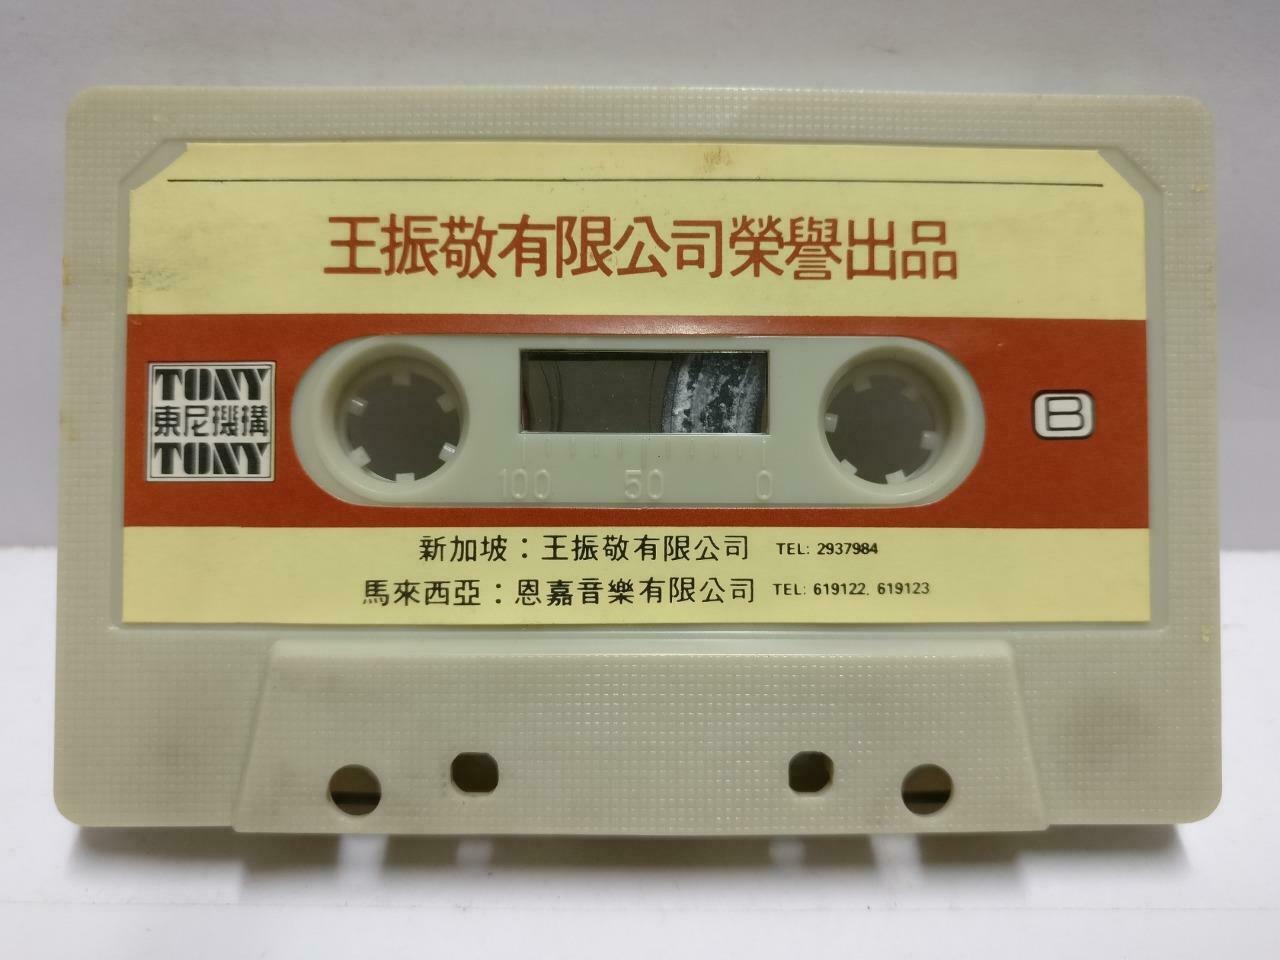 王振敬有限公司榮譽出品
TONY
東尼機構
TONY
B
100 50 0
新加坡：王振敬有限公司 TEL: 2937984
馬來西亞：恩嘉音樂有限公司 TEL: 619122, 619123